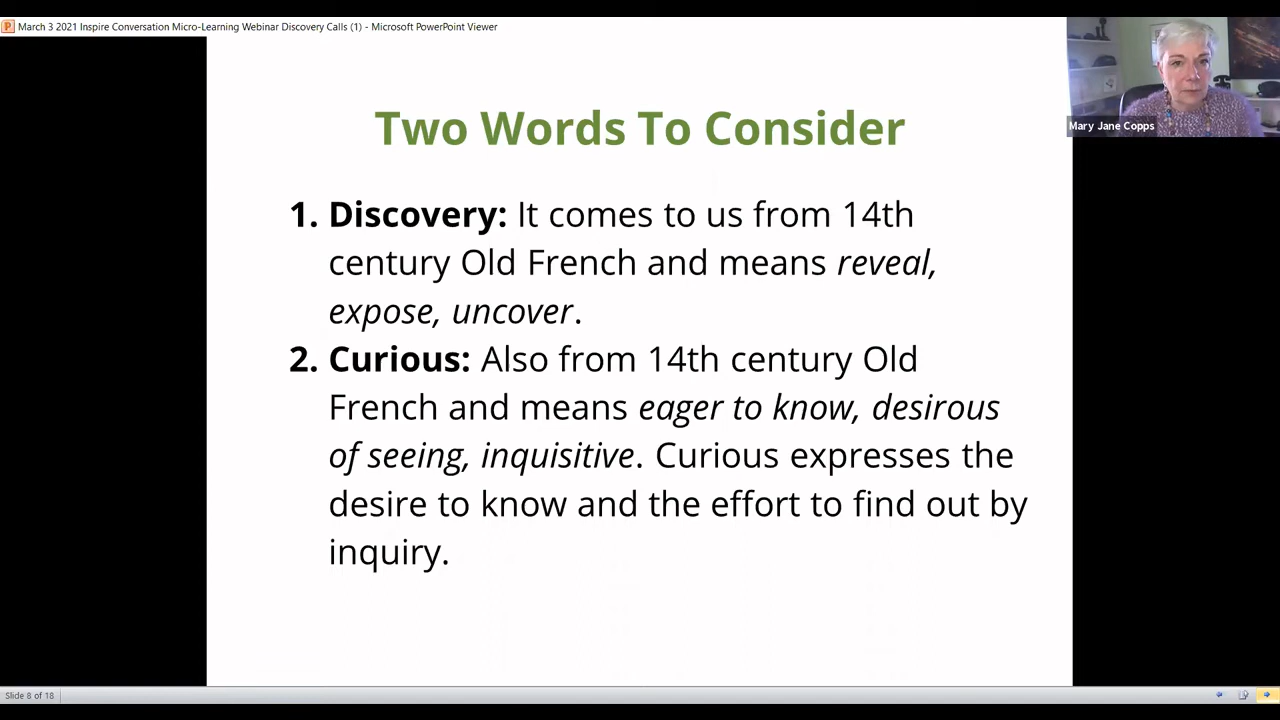 March 3 2021 Inspire Conversation Micro-Learning Webinar Discovery Calls (1) - Microsoft PowerPoint Viewer
Mary Jane Copps
Two Words To Consider
1. Discovery: It comes to us from 14th
century Old French and means reveal,
expose, uncover.
2. Curious: Also from 14th century Old
French and means eager to know, desirous
of seeing, inquisitive. Curious expresses the
desire to know and the effort to find out by
inquiry.
Slide 8 of 18